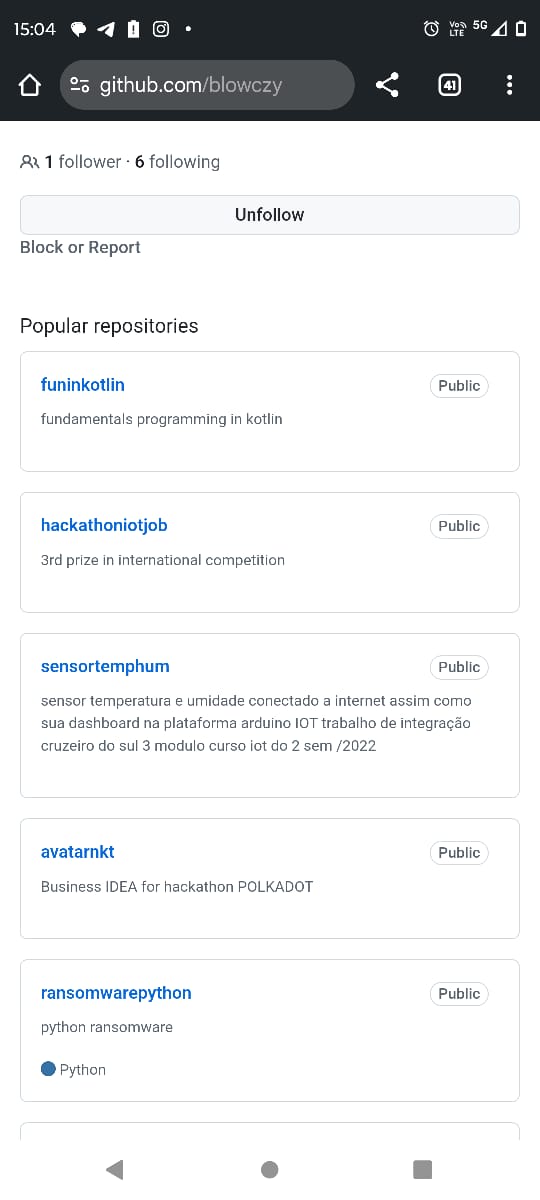 15:04
Vo))
LTE
5G
github.com/blowczy
41
1 follower · 6 following
Unfollow
Block or Report
Popular repositories
funinkotlin
Public
fundamentals programming in kotlin
hackathoniotjob
Public
3rd prize in international competition
sensortemphum
Public
sensor temperatura e umidade conectado a internet assim como
sua dashboard na plataforma arduino IOT trabalho de integração
cruzeiro do sul 3 modulo curso iot do 2 sem /2022
avatarnkt
Public
Business IDEA for hackathon POLKADOT
ransomwarepython
Public
python ransomware
Python